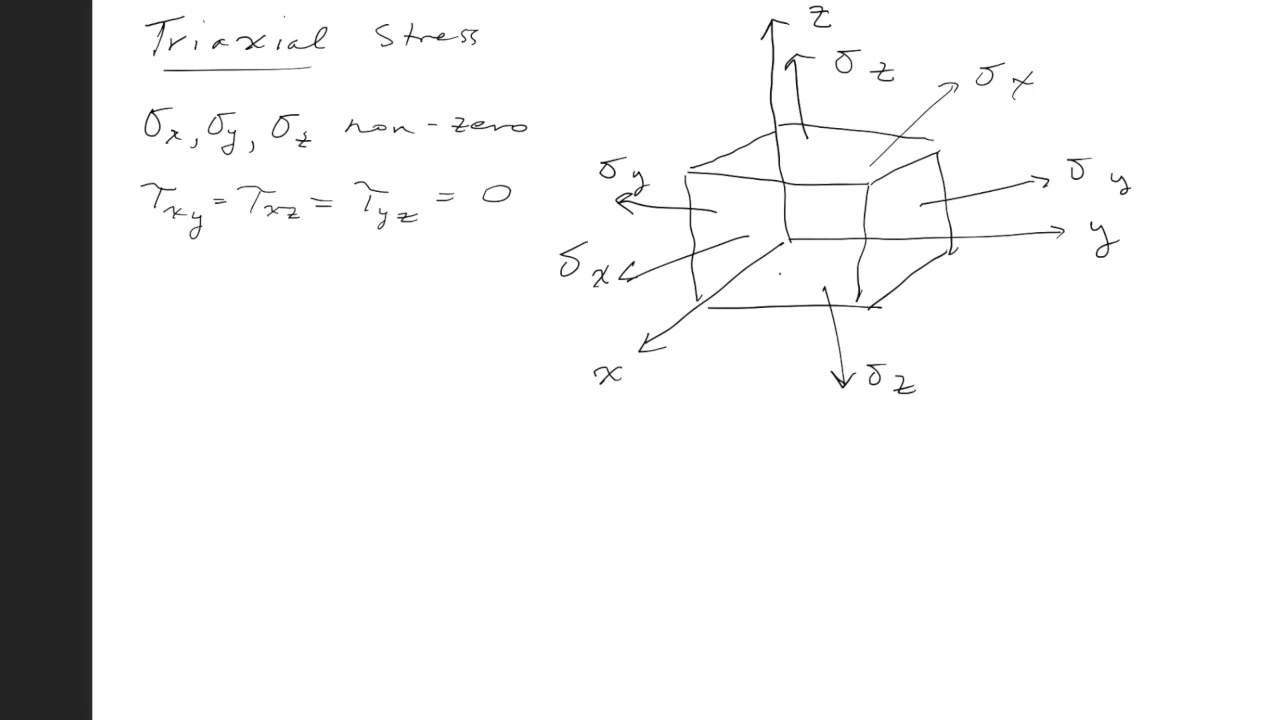 Triaxial Stress
σx, σy, σz non-zero
τxy = τxz = τyz = 0
z
σz
σx
σy
σy
y
σx
x
σz